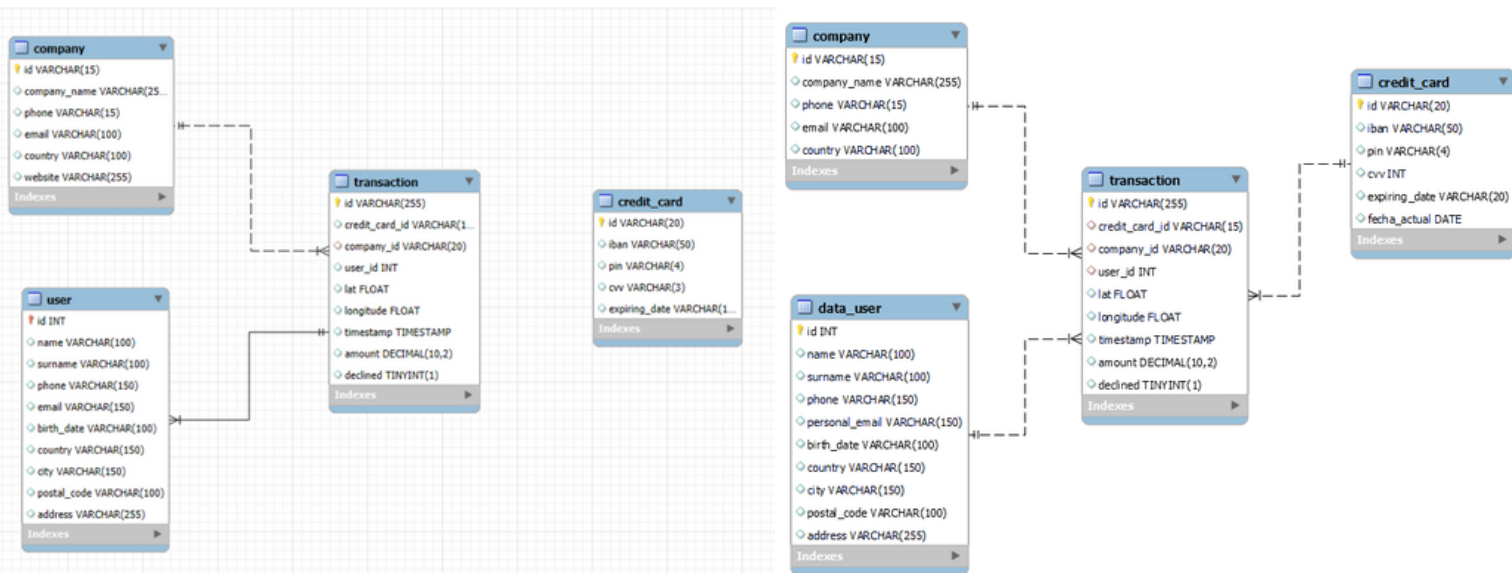 company
id VARCHAR(15)
company_name VARCHAR(25...
phone VARCHAR(15)
email VARCHAR(100)
country VARCHAR(100)
website VARCHAR(255)
Indexes
user
id INT
name VARCHAR(100)
surname VARCHAR(100)
phone VARCHAR(150)
email VARCHAR(150)
birth_date VARCHAR(100)
country VARCHAR(150)
city VARCHAR(150)
postal_code VARCHAR(100)
address VARCHAR(255)
Indexes
transaction
id VARCHAR(255)
credit_card_id VARCHAR(1...
company_id VARCHAR(20)
user_id INT
lat FLOAT
longitude FLOAT
timestamp TIMESTAMP
amount DECIMAL(10,2)
declined TINYINT(1)
Indexes
credit_card
id VARCHAR(20)
iban VARCHAR(50)
pin VARCHAR(4)
cvv VARCHAR(3)
expiring_date VARCHAR(1...
Indexes
company
id VARCHAR(15)
company_name VARCHAR(255)
phone VARCHAR(15)
email VARCHAR(100)
country VARCHAR(100)
Indexes
data_user
id INT
name VARCHAR(100)
surname VARCHAR(100)
phone VARCHAR(150)
personal_email VARCHAR(150)
birth_date VARCHAR(100)
country VARCHAR(150)
city VARCHAR(150)
postal_code VARCHAR(100)
address VARCHAR(255)
Indexes
transaction
id VARCHAR(255)
credit_card_id VARCHAR(15)
company_id VARCHAR(20)
user_id INT
lat FLOAT
longitude FLOAT
timestamp TIMESTAMP
amount DECIMAL(10,2)
declined TINYINT(1)
Indexes
credit_card
id VARCHAR(20)
iban VARCHAR(50)
pin VARCHAR(4)
cvv INT
expiring_date VARCHAR(20)
fecha_actual DATE
Indexes